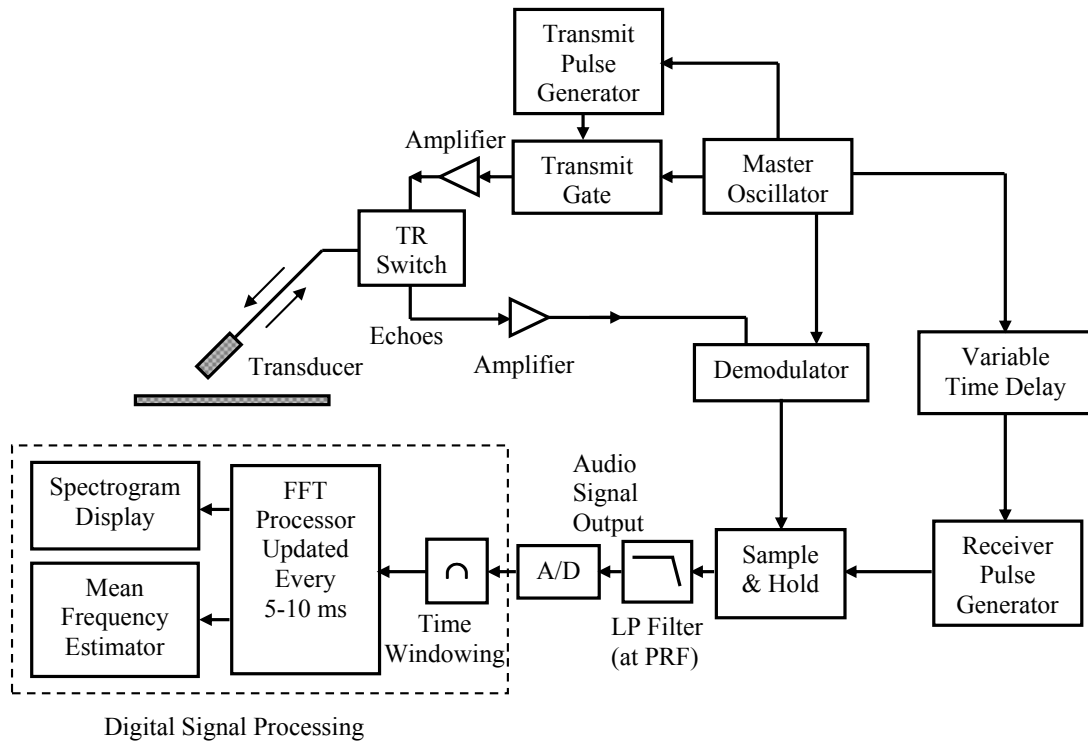 Transmit
Pulse
Generator
Amplifier
Transmit
Gate
Master
Oscillator
TR
Switch
Echoes
Amplifier
Transducer
Demodulator
Variable
Time Delay
Spectrogram
Display
Mean
Frequency
Estimator
FFT
Processor
Updated
Every
5-10 ms
Time
Windowing
Audio
Signal
Output
A/D
LP Filter
(at PRF)
Sample
& Hold
Receiver
Pulse
Generator
Digital Signal Processing